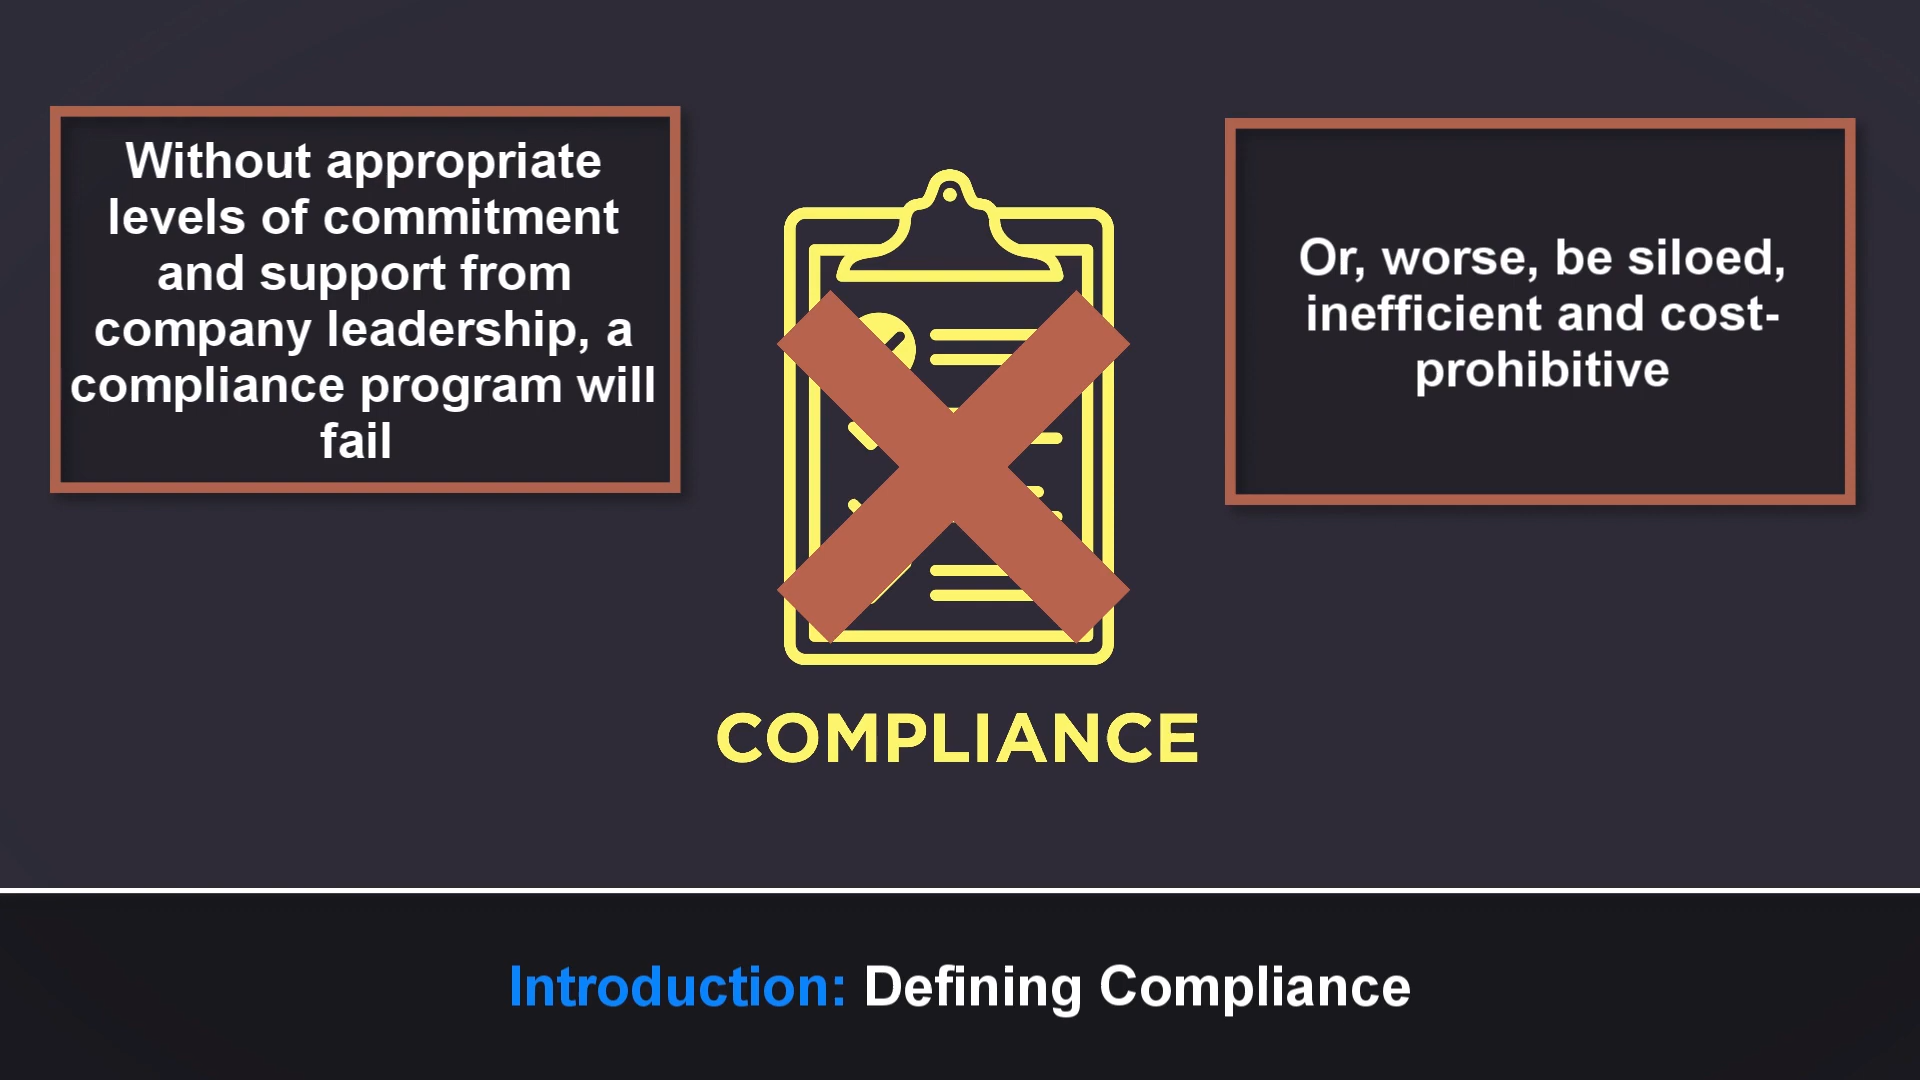 Without appropriate
levels of commitment
and support from
company leadership, a
compliance program will
fail
Or, worse, be siloed,
inefficient and cost-
prohibitive
COMPLIANCE
Introduction: Defining Compliance